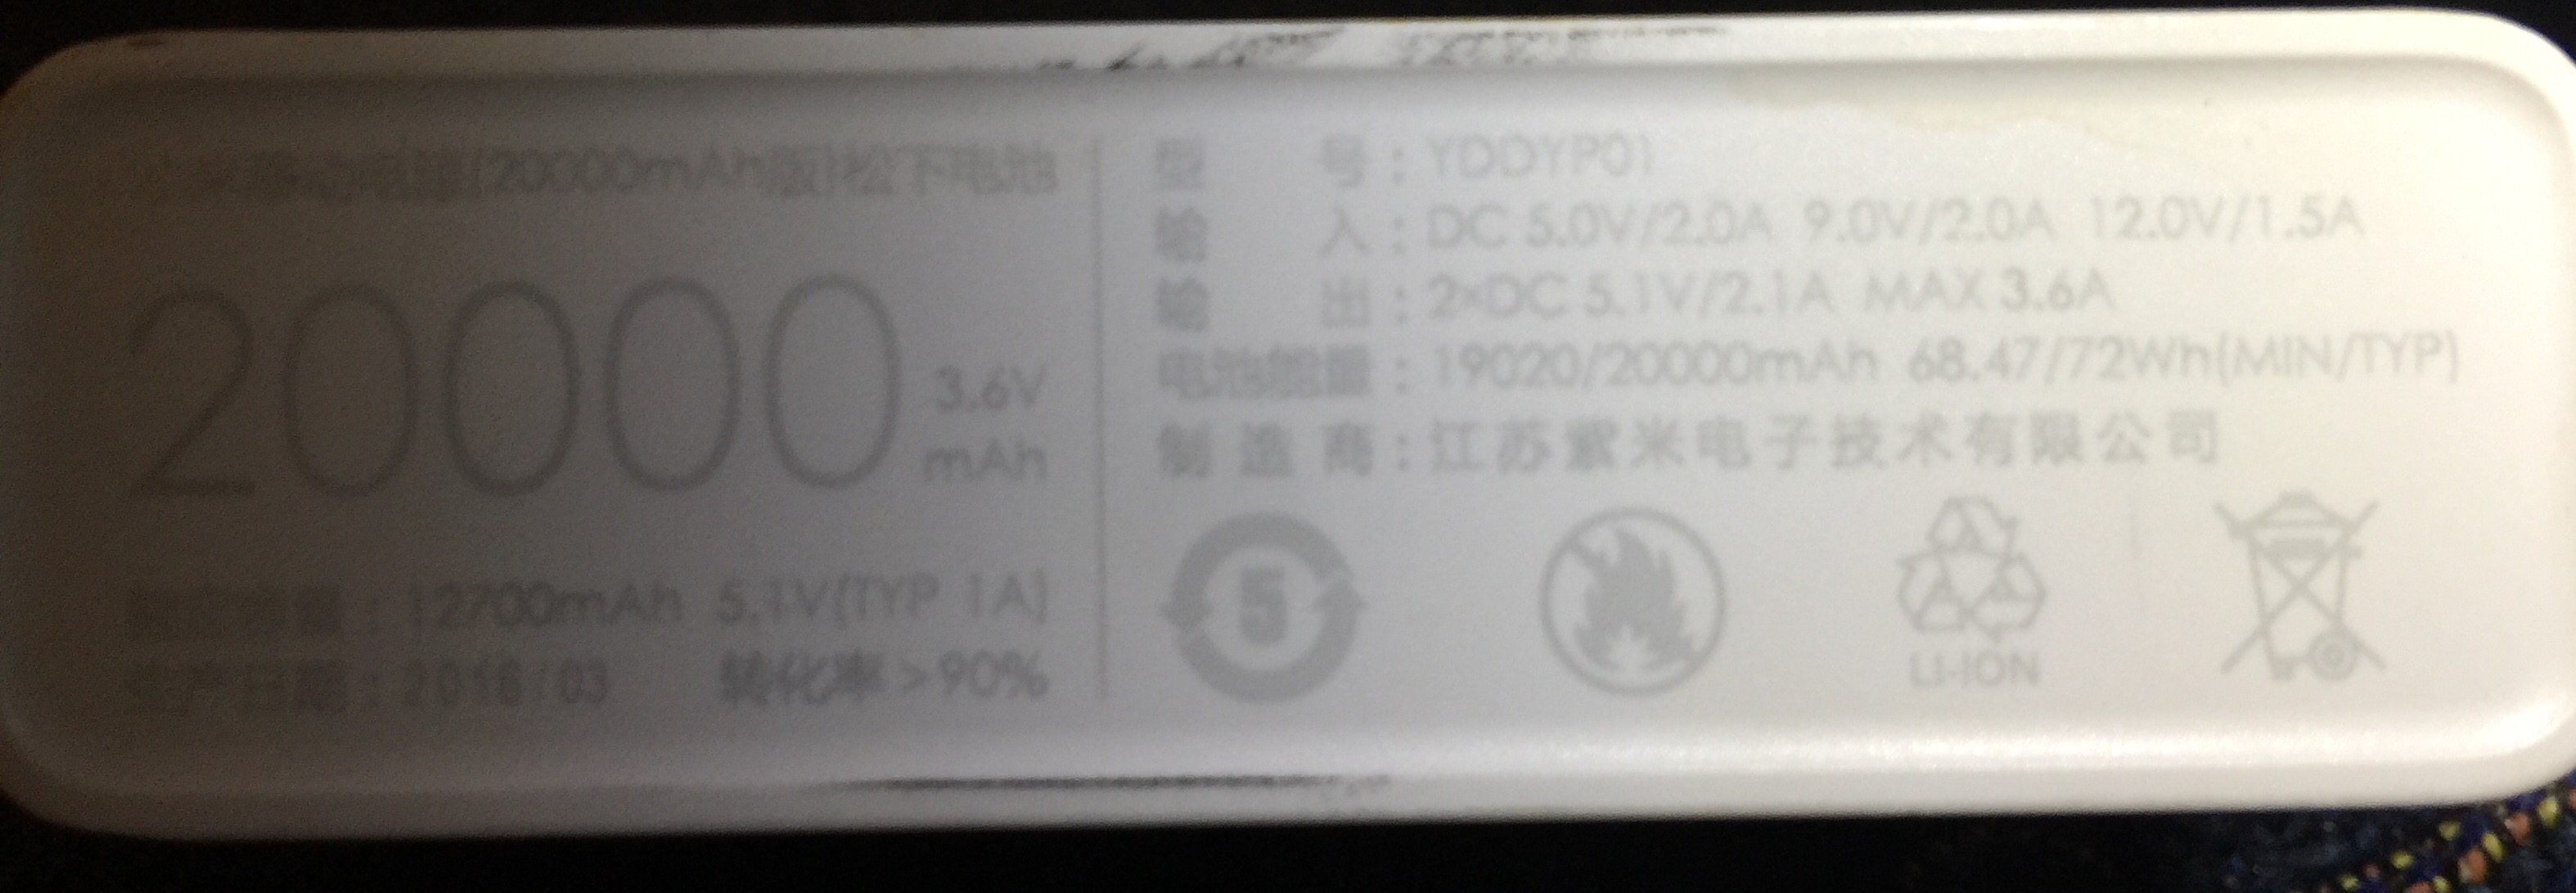 小米移动电源(20000mAh版)松下电池
20000
3.6V
mAh
额定容量：12700mAh 5.1V(TYP 1A)
生产日期：2016/03 转化率>90%
型号：YDDYP01
输入：DC 5.0V/2.0A 9.0V/2.0A 12.0V/1.5A
输出：2×DC 5.1V/2.1A MAX 3.6A
电池能量：19020/20000mAh 68.47/72Wh(MIN/TYP)
制造商：江苏紫米电子技术有限公司
5
LI-ION